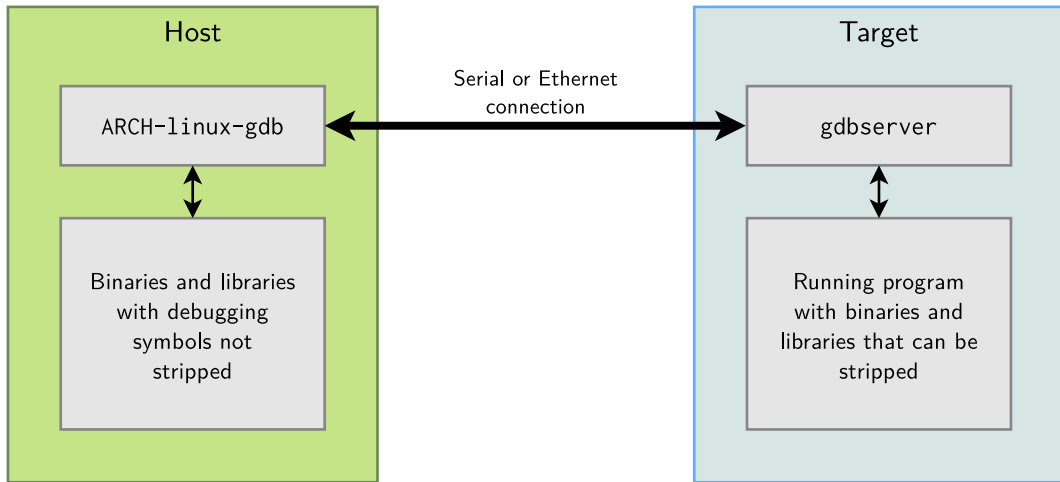 Host
Target
Serial or Ethernet
connection
ARCH-linux-gdb
gdbserver
Binaries and libraries
with debugging
symbols not
stripped
Running program
with binaries and
libraries that can be
stripped